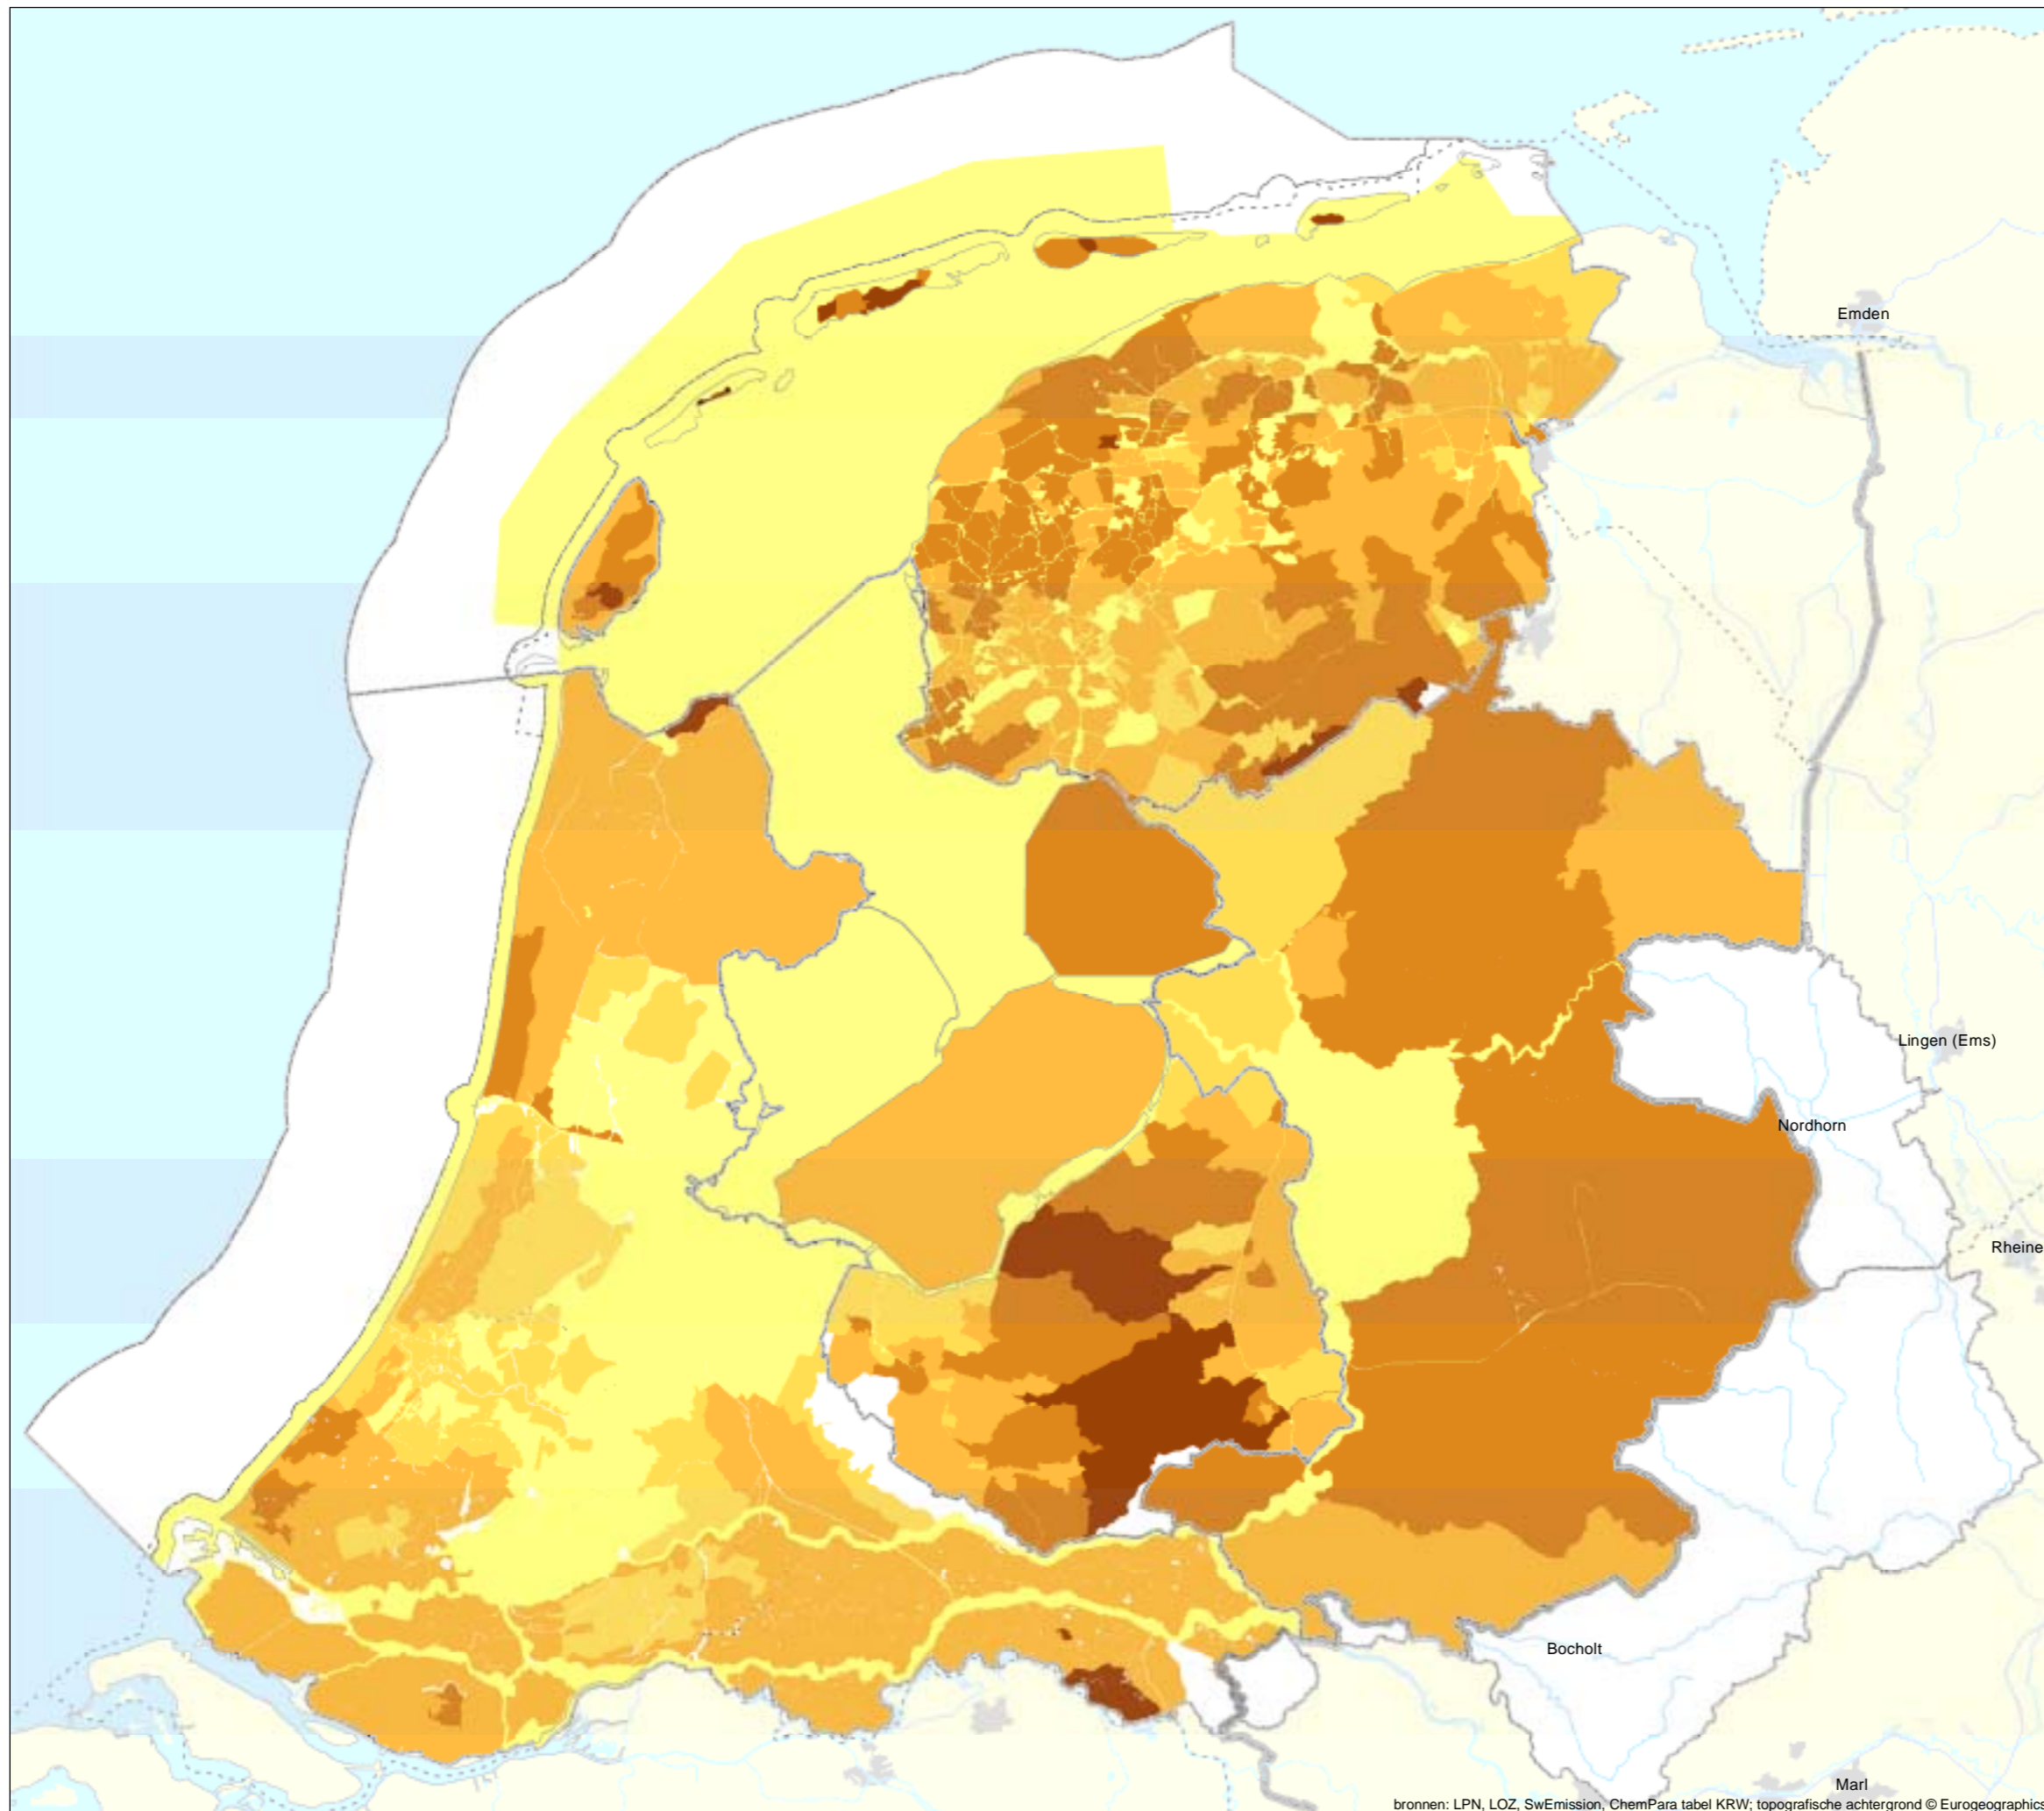 Emden
Lingen (Ems)
Nordhorn
Rheine
Bocholt
Marl
bronnen: LPN, LOZ, SwEmission, ChemPara tabel KRW; topografische achtergrond © Eurogeographics